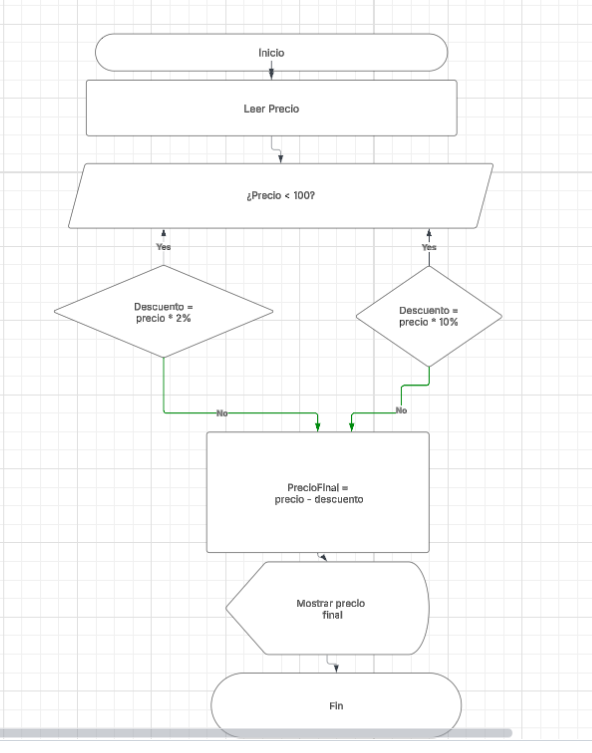 Inicio
Leer Precio
¿Precio < 100?
Yes
Yes
Descuento =
precio * 2%
Descuento =
precio * 10%
No
No
PrecioFinal =
precio - descuento
Mostrar precio
final
Fin